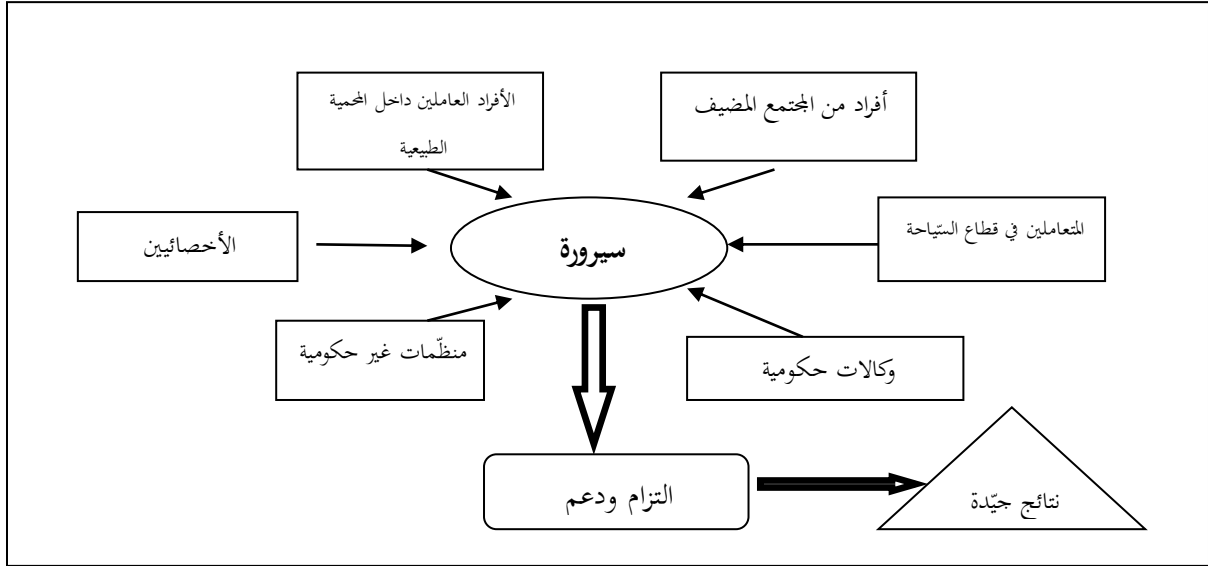 أفراد من المجتمع المضيف
الأفراد العاملين داخل المحمية
الطبيعية
المتعاملين في قطاع السّياحة
سيرورة
الأخصائيين
وكالات حكومية
منظّمات غير حكومية
التزام ودعم
نتائج جيّدة